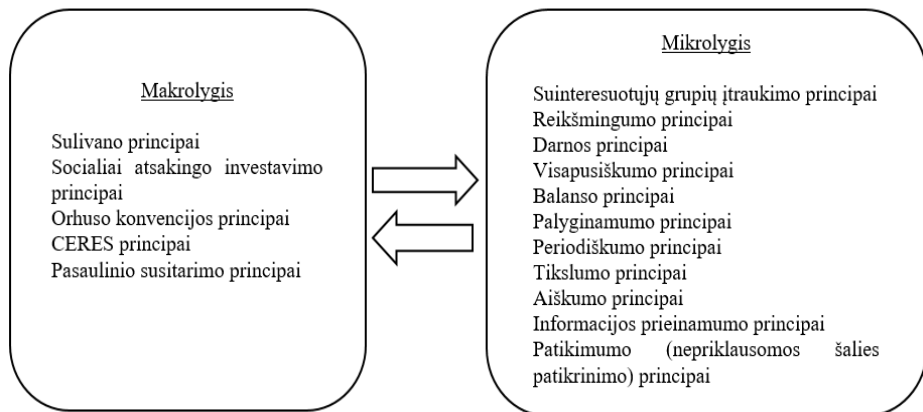 Makrolygis
Sulivano principai
Socialiai atsakingo investavimo
principai
Orhuso konvencijos principai
CERES principai
Pasaulinio susitarimo principai
Mikrolygis
Suinteresuotųjų grupių įtraukimo principai
Reikšmingumo principai
Darnos principai
Visapusiškumo principai
Balanso principai
Palyginamumo principai
Periodiškumo principai
Tikslumo principai
Aiškumo principai
Informacijos prieinamumo principai
Patikimumo (nepriklausomos šalies
patikrinimo) principai